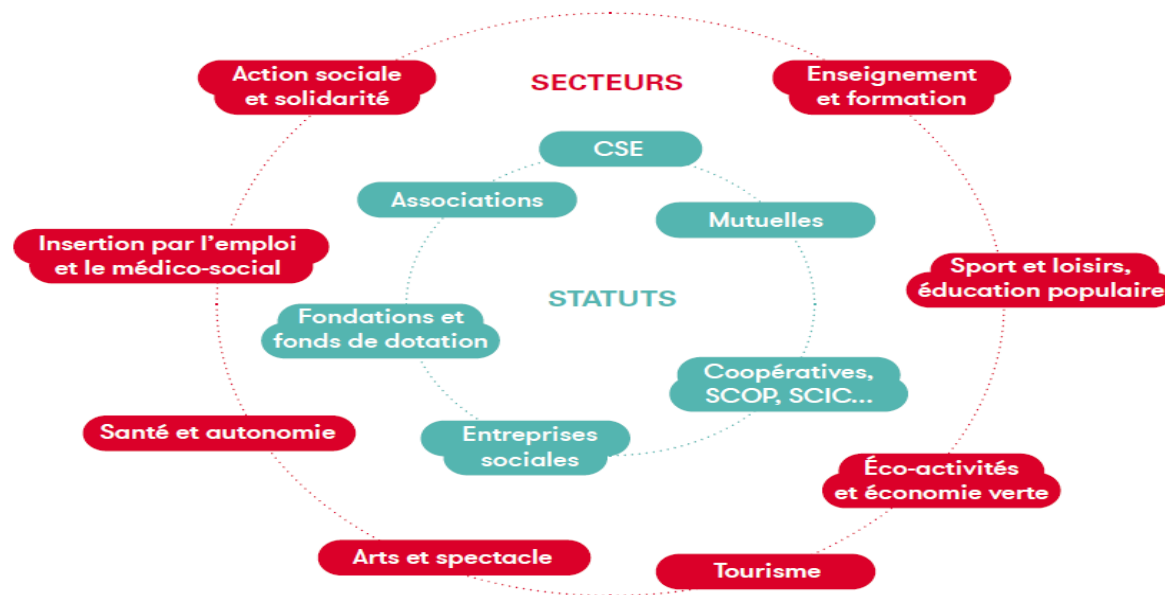 Action sociale
et solidarité
SECTEURS
Enseignement
et formation
CSE
Associations
Mutuelles
Insertion par l'emploi
et le médico-social
Sport et loisirs,
éducation populaire
STATUTS
Fondations et
fonds de dotation
Coopératives,
SCOP, SCIC...
Santé et autonomie
Entreprises
sociales
Éco-activités
et économie verte
Arts et spectacle
Tourisme